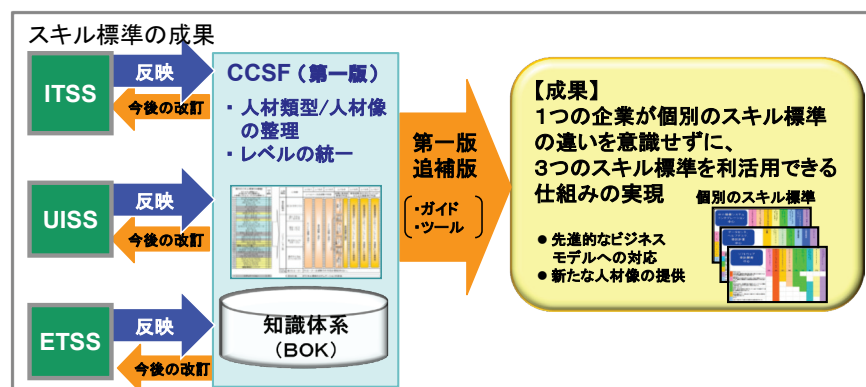 スキル標準の成果
ITSS
反映
今後の改訂
UISS
反映
今後の改訂
ETSS
反映
今後の改訂
CCSF（第一版）
・人材類型/人材像
の整理
・レベルの統一
知識体系
（BOK）
第一版
追補版
・ガイド
・ツール
【成果】
１つの企業が個別のスキル標準
の違いを意識せずに、
３つのスキル標準を利活用できる
仕組みの実現
個別のスキル標準
● 先進的なビジネス
モデルへの対応
● 新たな人材像の提供